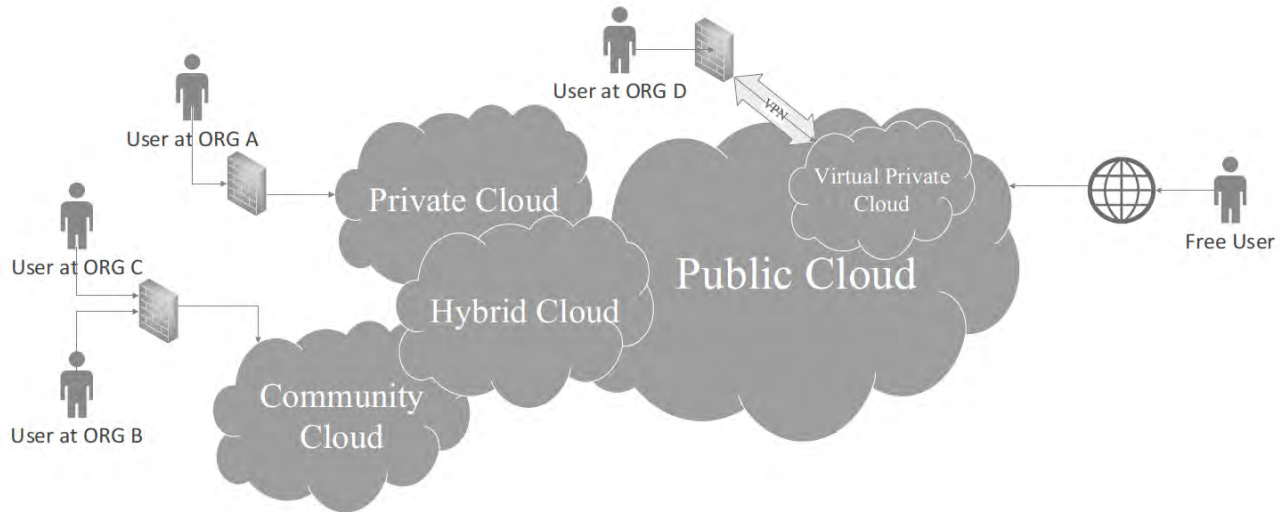 User at ORG D
VPN
User at ORG A
Private Cloud
Virtual Private
Cloud
Free User
User at ORG C
Public Cloud
Hybrid Cloud
Community
Cloud
User at ORG B